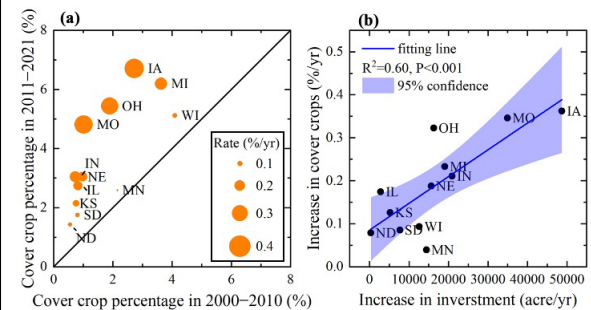 (a)
Cover crop percentage in 2011−2021 (%)
8
6
4
2
0
IA
MI
OH
WI
MO
IN
NE
IL
MN
KS
SD
ND
Rate (%/yr)
0.1
0.2
0.3
0.4
0 2 4 6 8
Cover crop percentage in 2000−2010 (%)
(b)
Increase in cover crops (%/yr)
0.5
0.4
0.3
0.2
0.1
0.0
fitting line
R²=0.60, P<0.001
95% confidence
IA
MO
OH
MI
IN
NE
IL
KS
WI
SD
ND
MN
0 10000 20000 30000 40000 50000
Increase in inverstment (acre/yr)